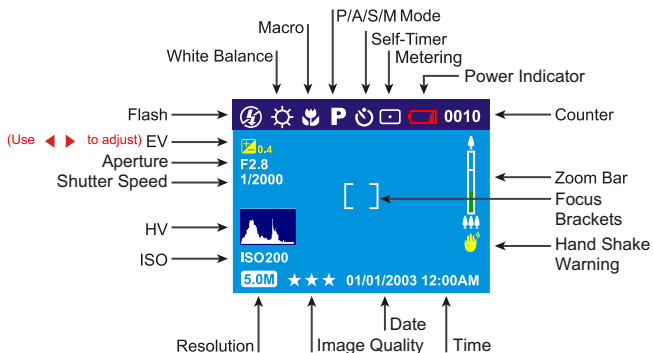 P/A/S/M Mode
Macro
Self-Timer
White Balance
Metering
Power Indicator
Flash
P
0010
Counter
(Use ◀ ▶ to adjust) EV
0.4
Aperture
F2.8
Shutter Speed
1/2000
Zoom Bar
Focus
Brackets
HV
Hand Shake
Warning
ISO
ISO200
5.0M ★★★ 01/01/2003 12:00AM
Date
Resolution
Image Quality
Time